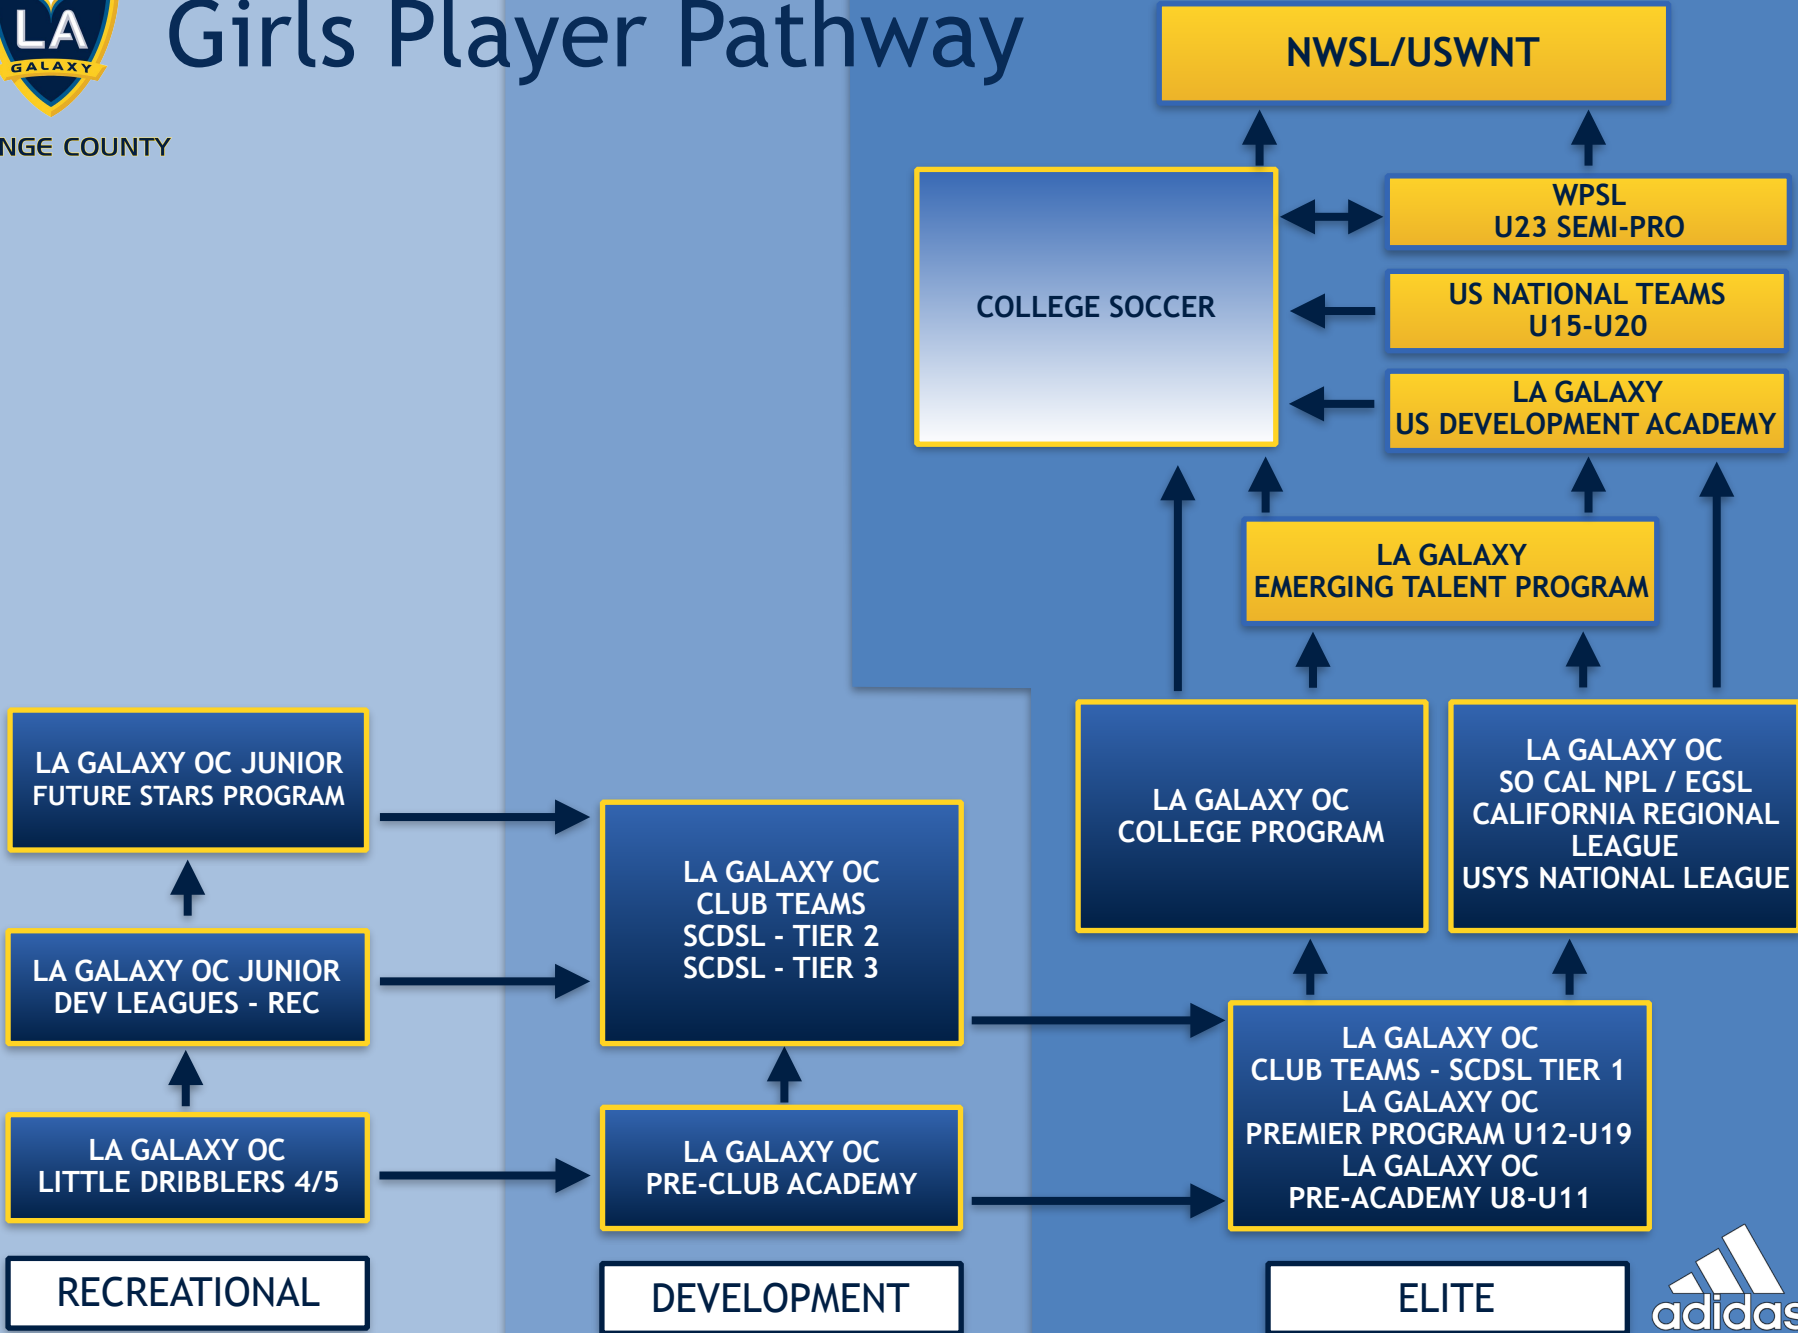 LA
GALAXY
NGE COUNTY
Girls Player Pathway
NWSL/USWNT
WPSL
U23 SEMI-PRO
COLLEGE SOCCER
US NATIONAL TEAMS
U15-U20
LA GALAXY
US DEVELOPMENT ACADEMY
LA GALAXY
EMERGING TALENT PROGRAM
LA GALAXY OC JUNIOR
FUTURE STARS PROGRAM
LA GALAXY OC
CLUB TEAMS
SCDSL - TIER 2
SCDSL - TIER 3
LA GALAXY OC
COLLEGE PROGRAM
LA GALAXY OC
SO CAL NPL / EGSL
CALIFORNIA REGIONAL
LEAGUE
USYS NATIONAL LEAGUE
LA GALAXY OC JUNIOR
DEV LEAGUES - REC
LA GALAXY OC
LITTLE DRIBBLERS 4/5
LA GALAXY OC
PRE-CLUB ACADEMY
LA GALAXY OC
CLUB TEAMS - SCDSL TIER 1
LA GALAXY OC
PREMIER PROGRAM U12-U19
LA GALAXY OC
PRE-ACADEMY U8-U11
RECREATIONAL
DEVELOPMENT
ELITE
adidas